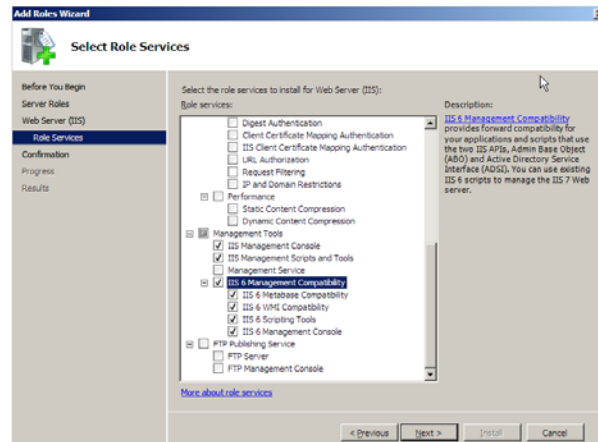 Add Roles Wizard
Select Role Services
Before You Begin
Server Roles
Web Server (IIS)
Role Services
Confirmation
Progress
Results
Select the role services to install for Web Server (IIS):
Role services:
Digest Authentication
Client Certificate Mapping Authentication
IIS Client Certificate Mapping Authentication
URL Authorization
Request Filtering
IP and Domain Restrictions
Performance
Static Content Compression
Dynamic Content Compression
Management Tools
IIS Management Console
IIS Management Scripts and Tools
Management Service
IIS 6 Management Compatibility
IIS 6 Metabase Compatibility
IIS 6 WMI Compatibility
IIS 6 Scripting Tools
IIS 6 Management Console
FTP Publishing Service
FTP Server
FTP Management Console
More about role services
Description:
IIS 6 Management Compatibility
provides forward compatibility for
your applications and scripts that use
the two IIS APIs, Admin Base Object
(ABO) and Active Directory Service
Interface (ADSI). You can use existing
IIS 6 scripts to manage the IIS 7 Web
server.
< Previous
Next >
Install
Cancel